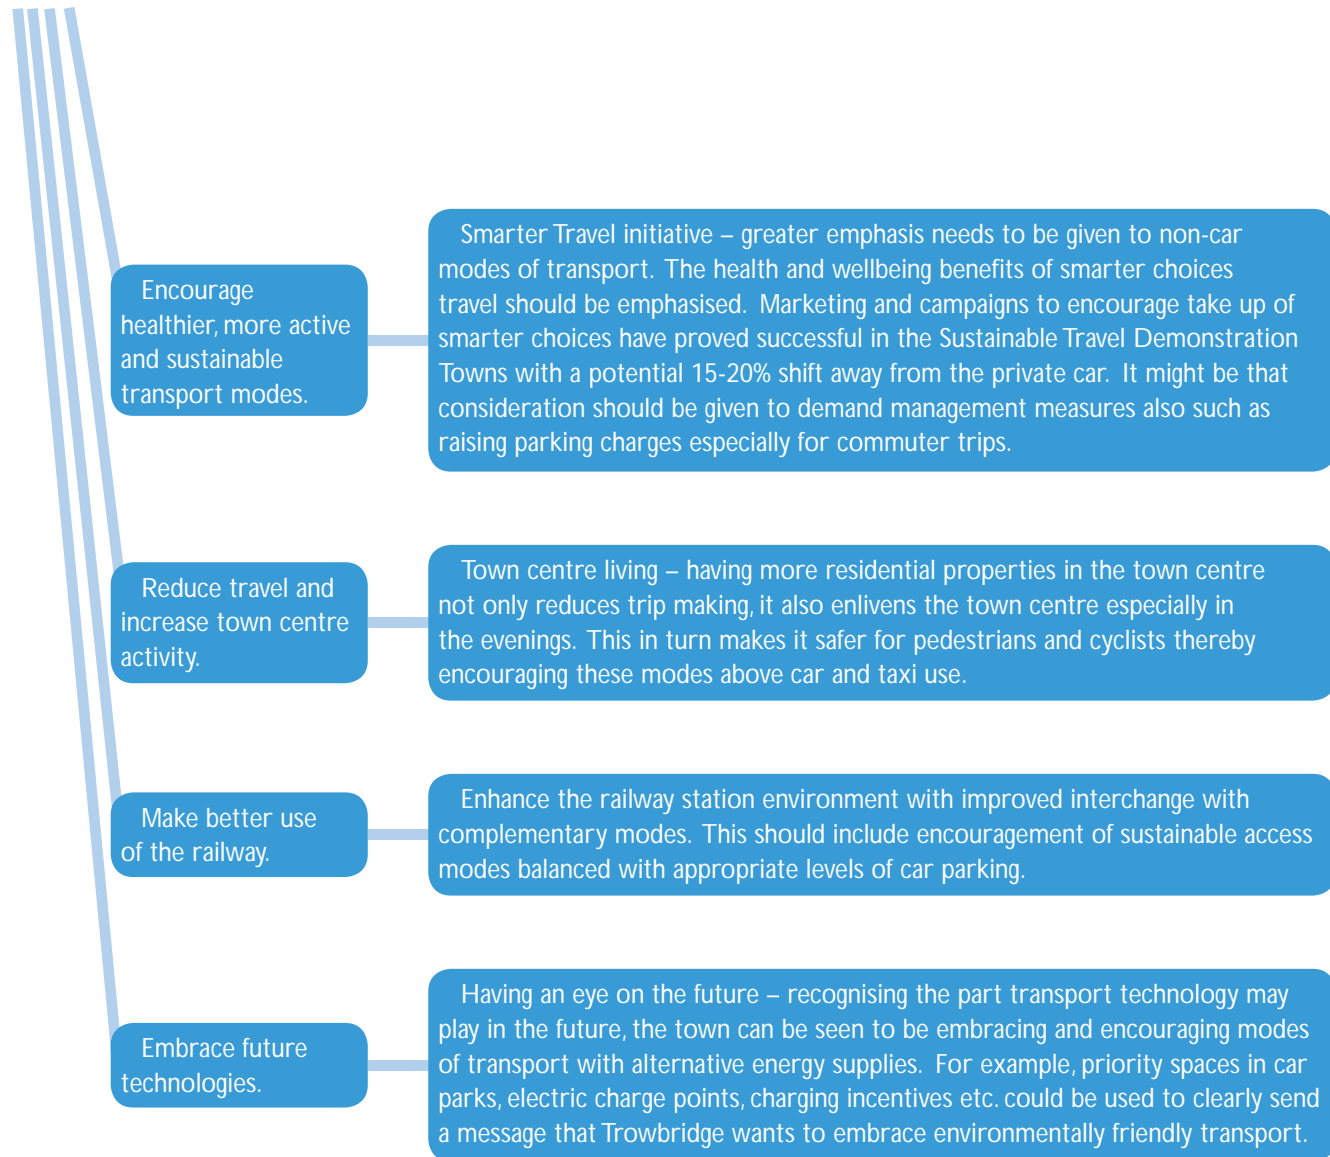 Encourage
healthier, more active
and sustainable
transport modes.
Smarter Travel initiative – greater emphasis needs to be given to non-car
modes of transport. The health and wellbeing benefits of smarter choices
travel should be emphasised. Marketing and campaigns to encourage take up of
smarter choices have proved successful in the Sustainable Travel Demonstration
Towns with a potential 15-20% shift away from the private car. It might be that
consideration should be given to demand management measures also such as
raising parking charges especially for commuter trips.
Reduce travel and
increase town centre
activity.
Town centre living – having more residential properties in the town centre
not only reduces trip making, it also enlivens the town centre especially in
the evenings. This in turn makes it safer for pedestrians and cyclists thereby
encouraging these modes above car and taxi use.
Make better use
of the railway.
Enhance the railway station environment with improved interchange with
complementary modes. This should include encouragement of sustainable access
modes balanced with appropriate levels of car parking.
Embrace future
technologies.
Having an eye on the future – recognising the part transport technology may
play in the future, the town can be seen to be embracing and encouraging modes
of transport with alternative energy supplies. For example, priority spaces in car
parks, electric charge points, charging incentives etc. could be used to clearly send
a message that Trowbridge wants to embrace environmentally friendly transport.